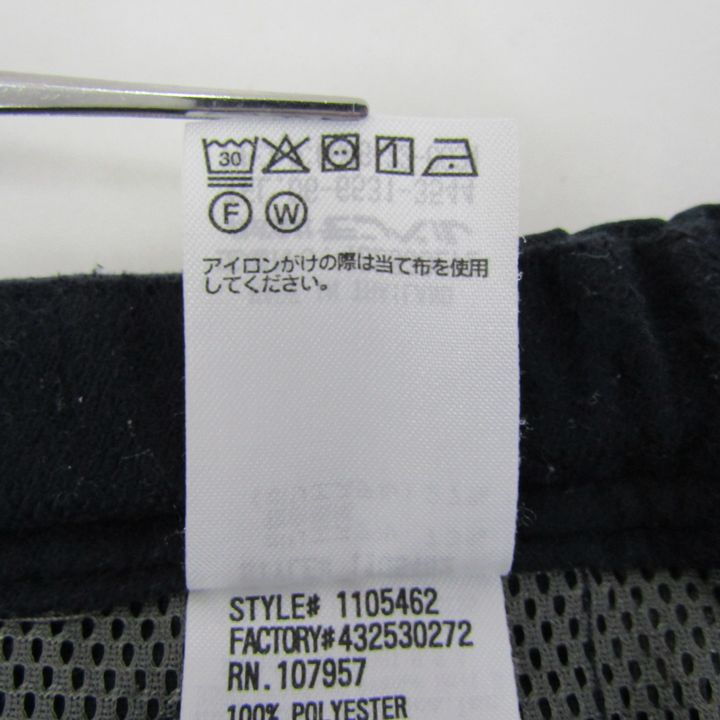 30
F W
アイロンがけの際は当て布を使用
してください。
STYLE# 1105462
FACTORY#432530272
RN.107957
100% POLYESTER